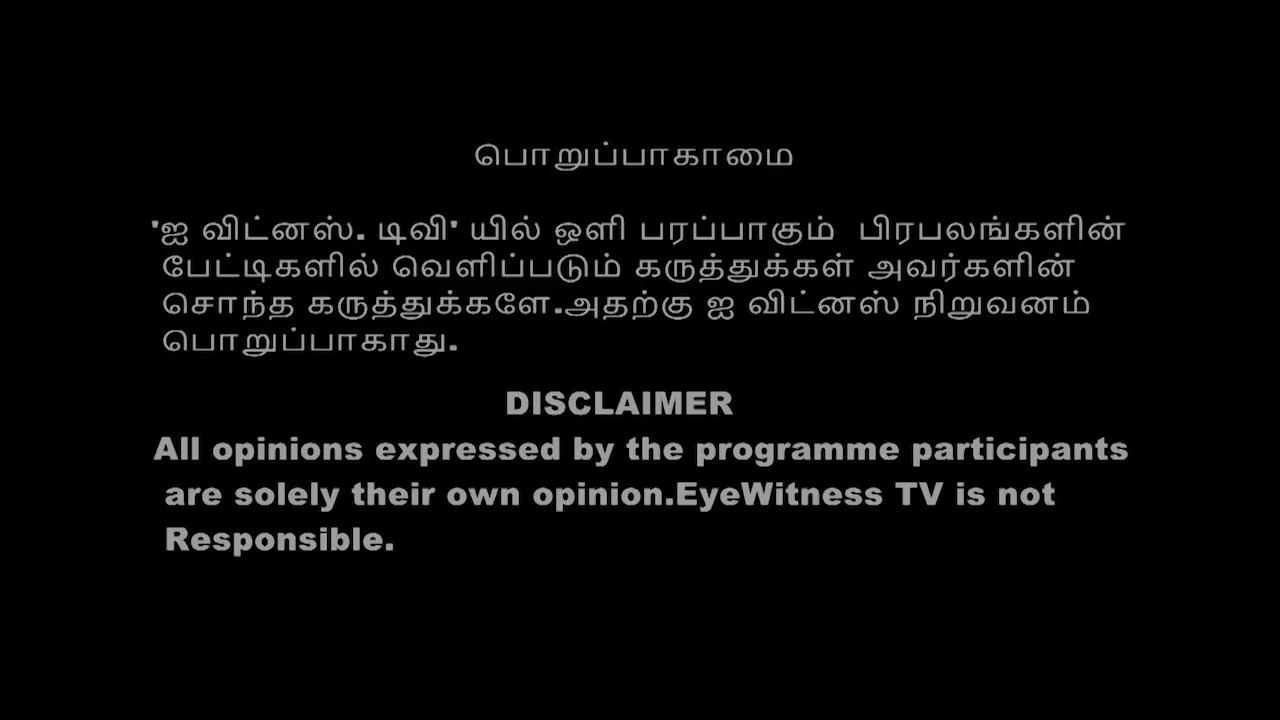 பொறுப்பாகாமை
'ஐ விட்னஸ். டிவி' யில் ஒளி பரப்பாகும் பிரபலங்களின்
பேட்டிகளில் வெளிப்படும் கருத்துக்கள் அவர்களின்
சொந்த கருத்துக்களே.அதற்கு ஐ விட்னஸ் நிறுவனம்
பொறுப்பாகாது.
DISCLAIMER
All opinions expressed by the programme participants
are solely their own opinion.EyeWitness TV is not
Responsible.